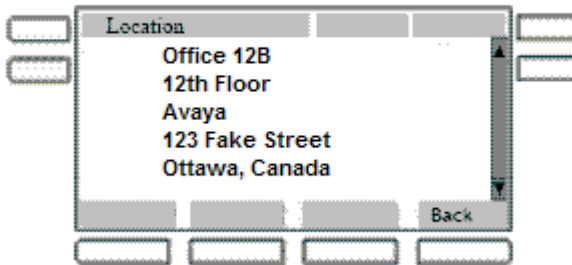 Location
Office 12B
12th Floor
Avaya
123 Fake Street
Ottawa, Canada
Back